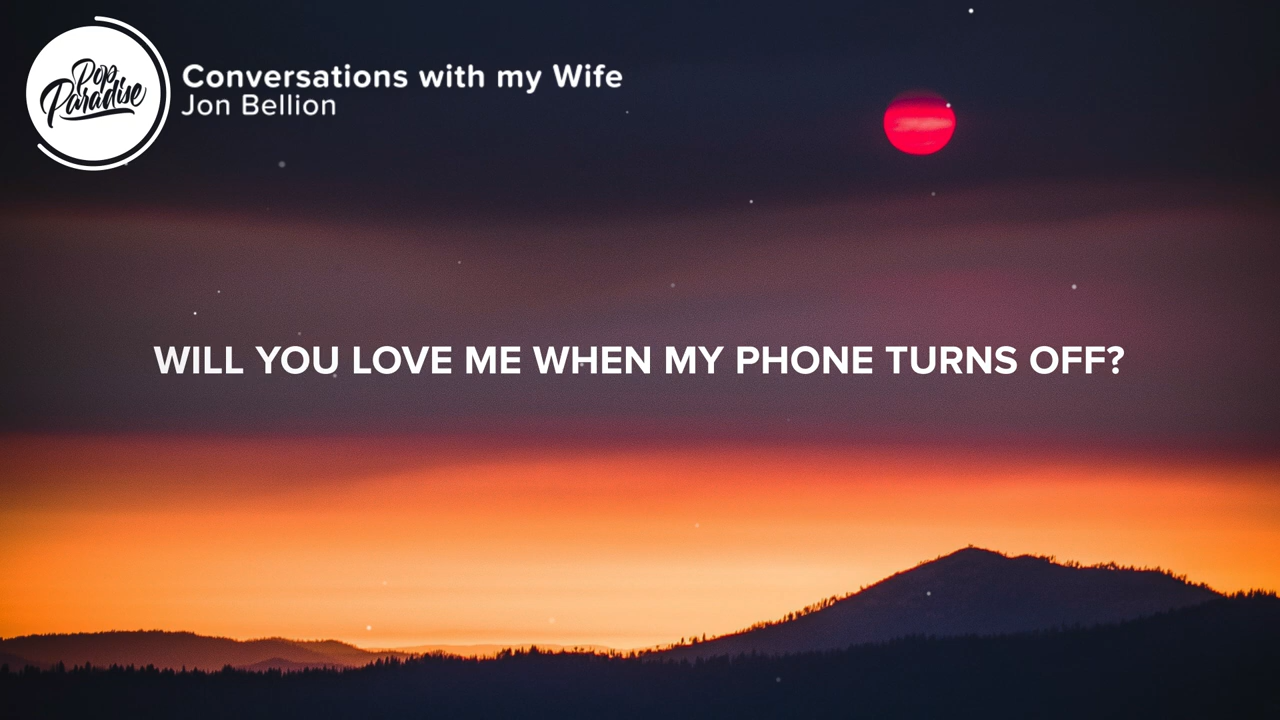 Pop
Paradise
Conversations with my Wife
Jon Bellion
WILL YOU LOVE ME WHEN MY PHONE TURNS OFF?